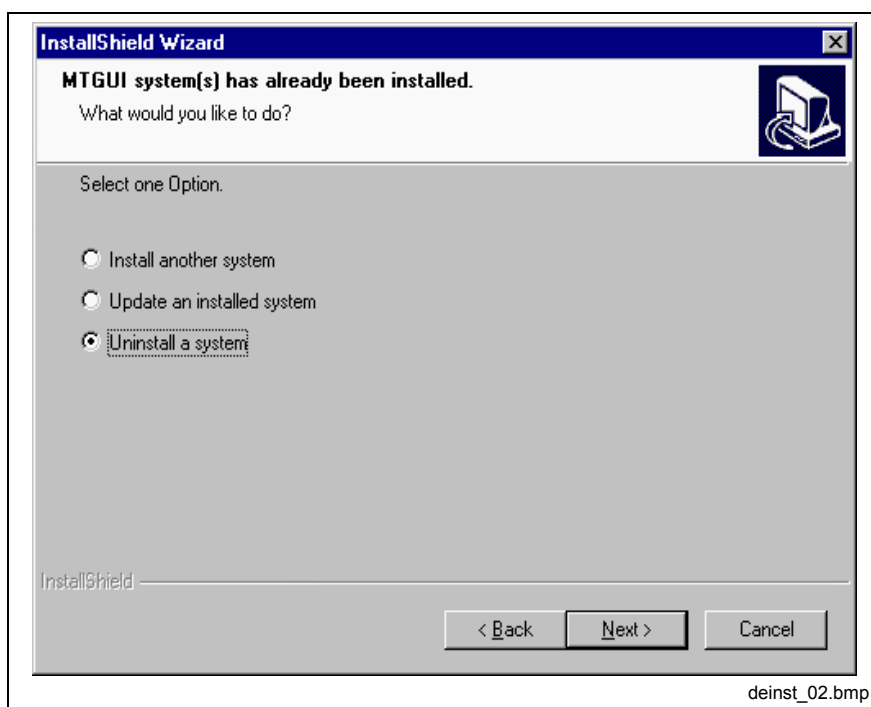 InstallShield Wizard
MTGUI system(s) has already been installed.
What would you like to do?
Select one Option.
Install another system
Update an installed system
Uninstall a system
InstallShield
< Back
Next >
Cancel
deinst_02.bmp